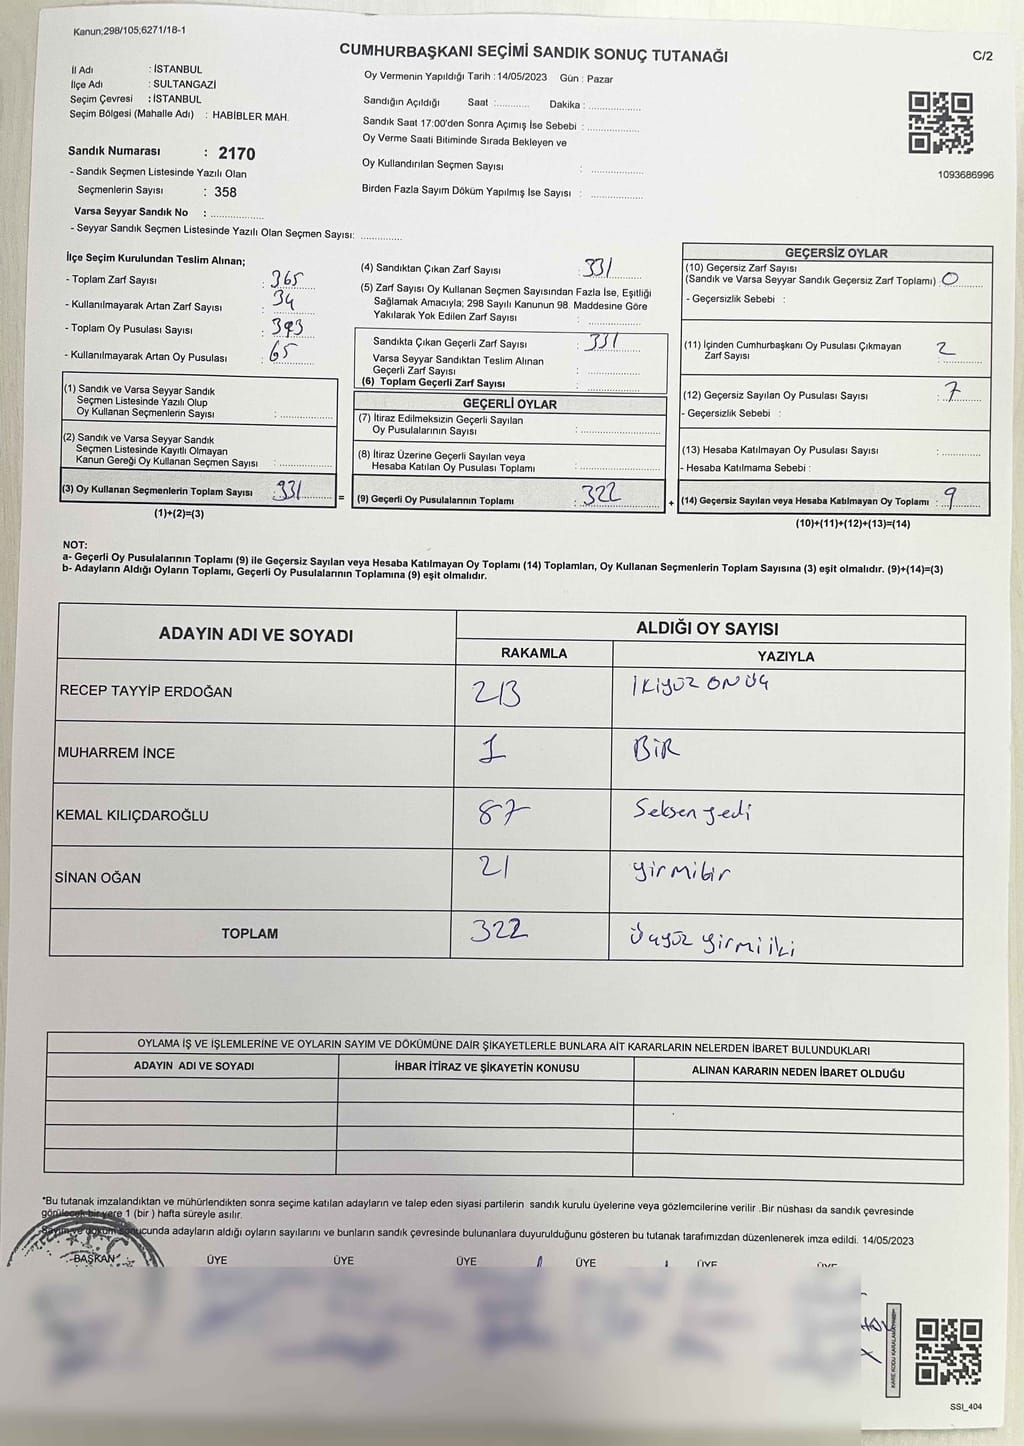 Kanun;298/105;6271/18-1
CUMHURBAŞKANI SEÇİMİ SANDIK SONUÇ TUTANAĞI
C/2
İl Adı : İSTANBUL
İlçe Adı : SULTANGAZİ
Seçim Çevresi : İSTANBUL
Seçim Bölgesi (Mahalle Adı) : HABİBLER MAH.
Sandık Numarası : 2170
- Sandık Seçmen Listesinde Yazılı Olan
Seçmenlerin Sayısı : 358
Varsa Seyyar Sandık No : ...............
- Seyyar Sandık Seçmen Listesinde Yazılı Olan Seçmen Sayısı: ............
Oy Vermenin Yapıldığı Tarih : 14/05/2023 Gün : Pazar
Sandığın Açıldığı Saat :.......... Dakika : ...............
Sandık Saat 17:00'den Sonra Açımış İse Sebebi : ...............
Oy Verme Saati Bitiminde Sırada Bekleyen ve
Oy Kullandırılan Seçmen Sayısı : ...............
Birden Fazla Sayım Döküm Yapılmış İse Sayısı : ...............
1093686996
İlçe Seçim Kurulundan Teslim Alınan;
- Toplam Zarf Sayısı : 365
- Kullanılmayarak Artan Zarf Sayısı : 34
- Toplam Oy Pusulası Sayısı : 393
- Kullanılmayarak Artan Oy Pusulası : 65
(1) Sandık ve Varsa Seyyar Sandık
Seçmen Listesinde Yazılı Olup
Oy Kullanan Seçmenlerin Sayısı : ...............
(2) Sandık ve Varsa Seyyar Sandık
Seçmen Listesinde Kayıtlı Olmayan
Kanun Gereği Oy Kullanan Seçmen Sayısı : ...............
(3) Oy Kullanan Seçmenlerin Toplam Sayısı : 331
(1)+(2)=(3)
=
(4) Sandıktan Çıkan Zarf Sayısı : 331
(5) Zarf Sayısı Oy Kullanan Seçmen Sayısından Fazla İse, Eşitliği
Sağlamak Amacıyla; 298 Sayılı Kanunun 98. Maddesine Göre
Yakılarak Yok Edilen Zarf Sayısı : ...............
Sandıkta Çıkan Geçerli Zarf Sayısı : 331
Varsa Seyyar Sandıktan Teslim Alınan
Geçerli Zarf Sayısı : ...............
(6) Toplam Geçerli Zarf Sayısı : ...............
GEÇERLİ OYLAR
(7) İtiraz Edilmeksizin Geçerli Sayılan
Oy Pusulalarının Sayısı : ...............
(8) İtiraz Üzerine Geçerli Sayılan veya
Hesaba Katılan Oy Pusulası Toplamı : ...............
(9) Geçerli Oy Pusulalarının Toplamı : 322
+
GEÇERSİZ OYLAR
(10) Geçersiz Zarf Sayısı
(Sandık ve Varsa Seyyar Sandık Geçersiz Zarf Toplamı) : 0
- Geçersizlik Sebebi :
(11) İçinden Cumhurbaşkanı Oy Pusulası Çıkmayan
Zarf Sayısı 2
(12) Geçersiz Sayılan Oy Pusulası Sayısı : 7
- Geçersizlik Sebebi :
(13) Hesaba Katılmayan Oy Pusulası Sayısı : ...............
- Hesaba Katılmama Sebebi :
(14) Geçersiz Sayılan veya Hesaba Katılmayan Oy Toplamı : 9
(10)+(11)+(12)+(13)=(14)
NOT:
a- Geçerli Oy Pusulalarının Toplamı (9) ile Geçersiz Sayılan veya Hesaba Katılmayan Oy Toplamı (14) Toplamları, Oy Kullanan Seçmenlerin Toplam Sayısına (3) eşit olmalıdır. (9)+(14)=(3)
b- Adayların Aldığı Oyların Toplamı, Geçerli Oy Pusulalarının Toplamına (9) eşit olmalıdır.
ADAYIN ADI VE SOYADI ALDIĞI OY SAYISI
RAKAMLA YAZIYLA
RECEP TAYYİP ERDOĞAN 213 İkiyüz ONÜÇ
MUHARREM İNCE 1 BİR
KEMAL KILIÇDAROĞLU 87 Seksen yedi
SİNAN OĞAN 21 yirmibir
TOPLAM 322 Üçyüz yirmi iki
OYLAMA İŞ VE İŞLEMLERİNE VE OYLARIN SAYIM VE DÖKÜMÜNE DAİR ŞİKAYETLERLE BUNLARA AİT KARARLARIN NELERDEN İBARET BULUNDUKLARI
ADAYIN ADI VE SOYADI İHBAR İTİRAZ VE ŞİKAYETİN KONUSU ALINAN KARARIN NEDEN İBARET OLDUĞU
*Bu tutanak imzalandıktan ve mühürlendikten sonra seçime katılan adayların ve talep eden siyasi partilerin sandık kurulu üyelerine veya gözlemcilerine verilir .Bir nüshası da sandık çevresinde
görülecek bir yere 1 (bir ) hafta süreyle asılır.
Sayım ve döküm sonucunda adayların aldığı oyların sayılarını ve bunların sandık çevresinde bulunanlara duyurulduğunu gösteren bu tutanak tarafımızdan düzenlenerek imza edildi. 14/05/2023
BAŞKAN ÜYE ÜYE ÜYE ÜYE ÜYE ÜYE
SSI_404